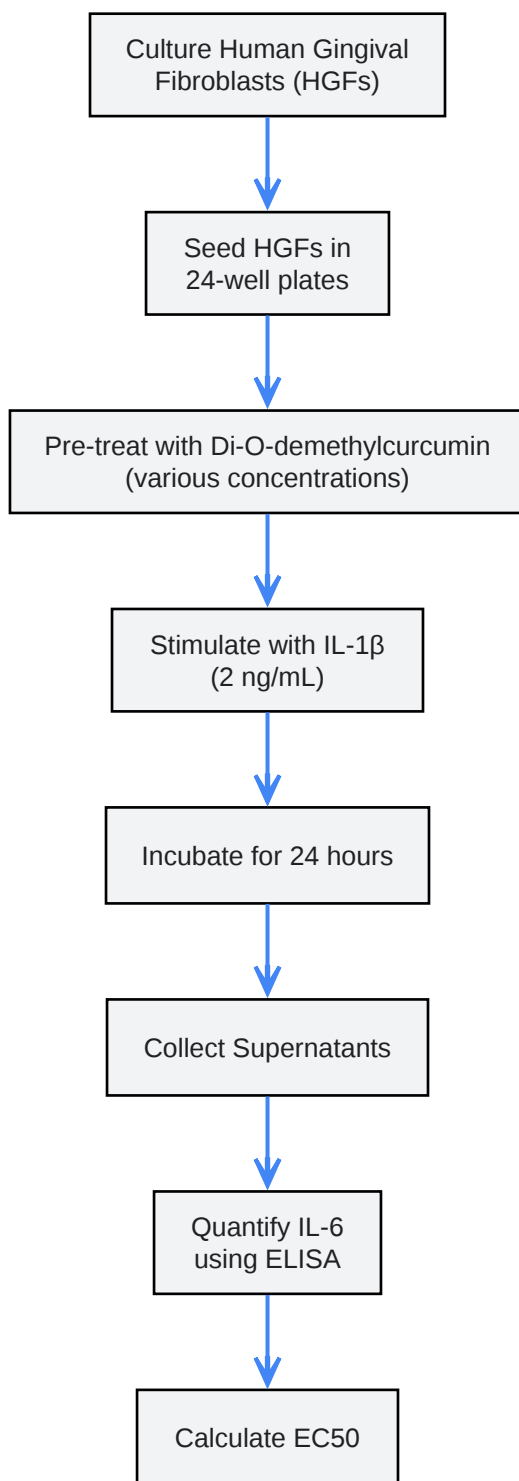 Culture Human Gingival
Fibroblasts (HGFs)
Seed HGFs in
24-well plates
Pre-treat with Di-O-demethylcurcumin
(various concentrations)
Stimulate with IL-1β
(2 ng/mL)
Incubate for 24 hours
Collect Supernatants
Quantify IL-6
using ELISA
Calculate EC50